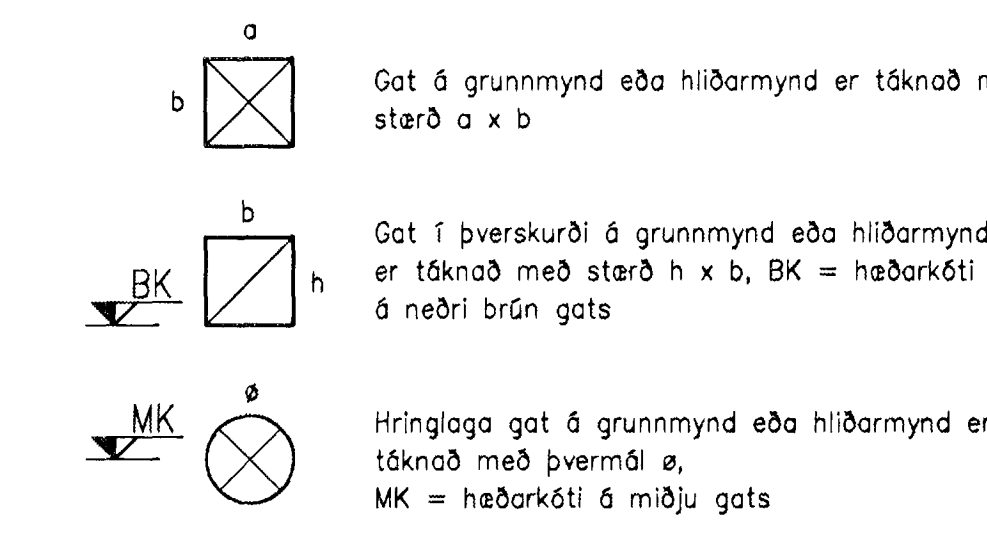 a
b
Gat á grunnmynd eða hliðarmynd er táknað
stærð a x b
b
BK
h
Gat í þverskurði á grunnmynd eða hliðarmynd
er táknað með stærð h x b, BK = hæðarkóti
á neðri brún gats
ø
MK
Hringlaga gat á grunnmynd eða hliðarmynd er
táknað með þvermál ø,
MK = hæðarkóti á miðju gats